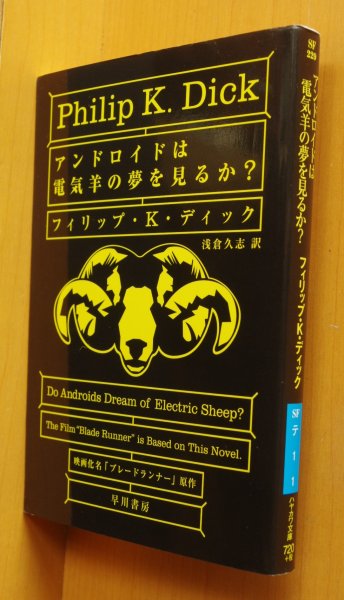 Philip K. Dick
アンドロイドは
電気羊の夢を見るか?
フィリップ・K・ディック
浅倉久志 訳
Do Androids Dream of Electric Sheep?
The Film “Blade Runner” is Based on This Novel.
映画化名「ブレードランナー」原作
早川書房
SF
229
アンドロイドは
電気羊の夢を見るか?
フィリップ・K・ディック
SF
テ
1
1
ハヤカワ文庫
720
+税